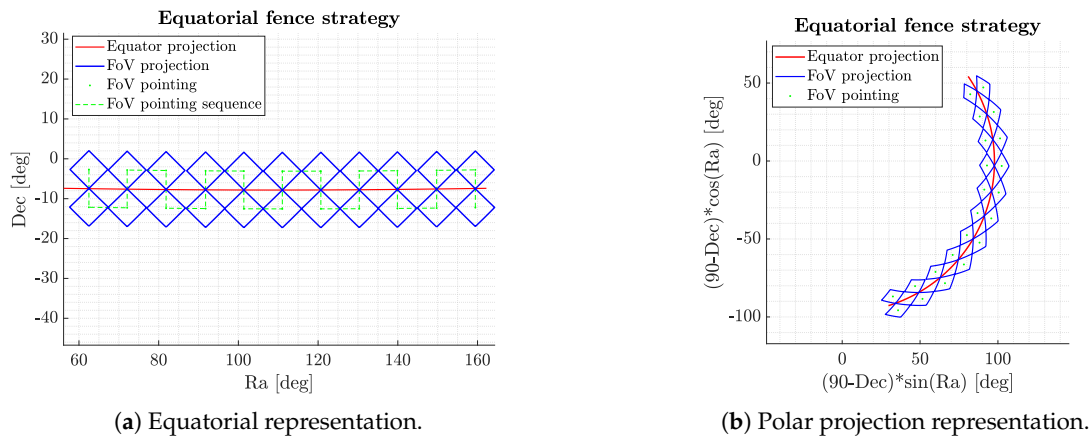 Equatorial fence strategy
Equator projection
FoV projection
FoV pointing
FoV pointing sequence
30
20
10
0
-10
-20
-30
-40
Dec [deg]
60 80 100 120 140 160
Ra [deg]
(a) Equatorial representation.
Equatorial fence strategy
Equator projection
FoV projection
FoV pointing
50
0
-50
-100
(90-Dec)*cos(Ra) [deg]
0 50 100
(90-Dec)*sin(Ra) [deg]
(b) Polar projection representation.